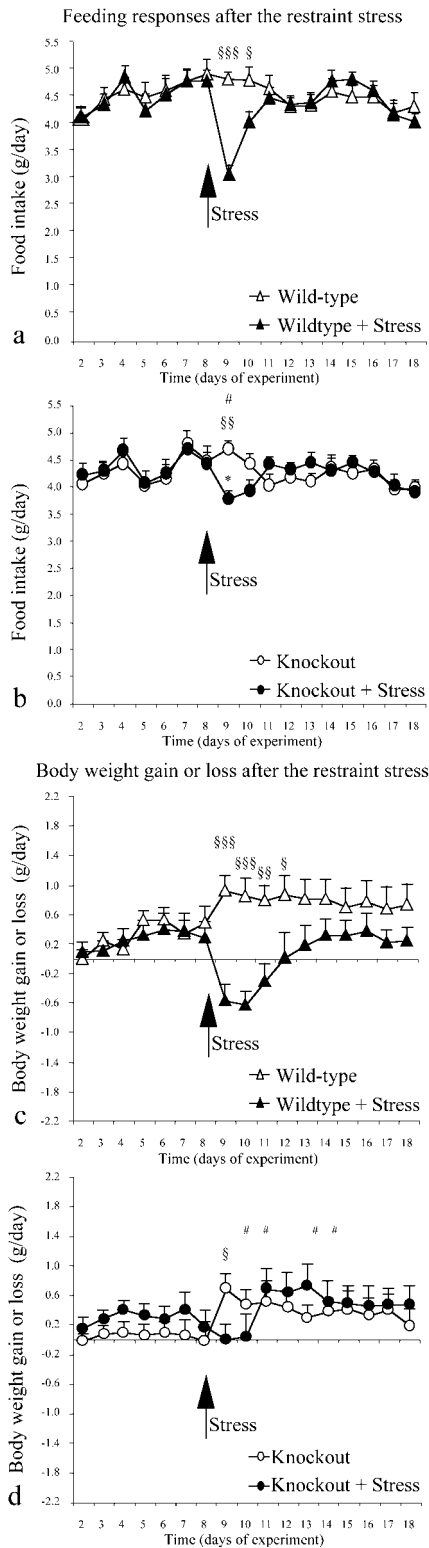 Feeding responses after the restraint stress
Food intake (g/day)
5.5
5.0
4.5
4.0
3.5
3.0
2.5
2.0
1.5
1.0
0.5
0.0
§§§ §
Stress
Wild-type
Wildtype + Stress
a
2 3 4 5 6 7 8 9 10 11 12 13 14 15 16 17 18
Time (days of experiment)
Food intake (g/day)
5.5
5.0
4.5
4.0
3.5
3.0
2.5
2.0
1.5
5.0
4.5
0.0
#
§§
*
Stress
Knockout
Knockout + Stress
b
2 3 4 5 6 7 8 9 10 11 12 13 14 15 16 17 18
Time (days of experiment)
Body weight gain or loss after the restraint stress
Body weight gain or loss (g/day)
2.2
1.8
1.4
1.0
0.6
0.2
-0.2
-0.6
-1.0
-1.4
-1.8
-2.2
§§§ §§§ §§ §
Stress
Wild-type
Wildtype + Stress
c
2 3 4 5 6 7 8 9 10 11 12 13 14 15 16 17 18
Time (days of experiment)
Body weight gain or loss (g/day)
2.2
1.8
1.4
1.0
0.6
0.2
-0.2
-0.6
-1.0
-1.4
-1.8
-2.2
# # # #
§
Stress
Knockout
Knockout + Stress
d
2 3 4 5 6 7 8 9 10 11 12 13 14 15 16 17 18
Time (days of experiment)